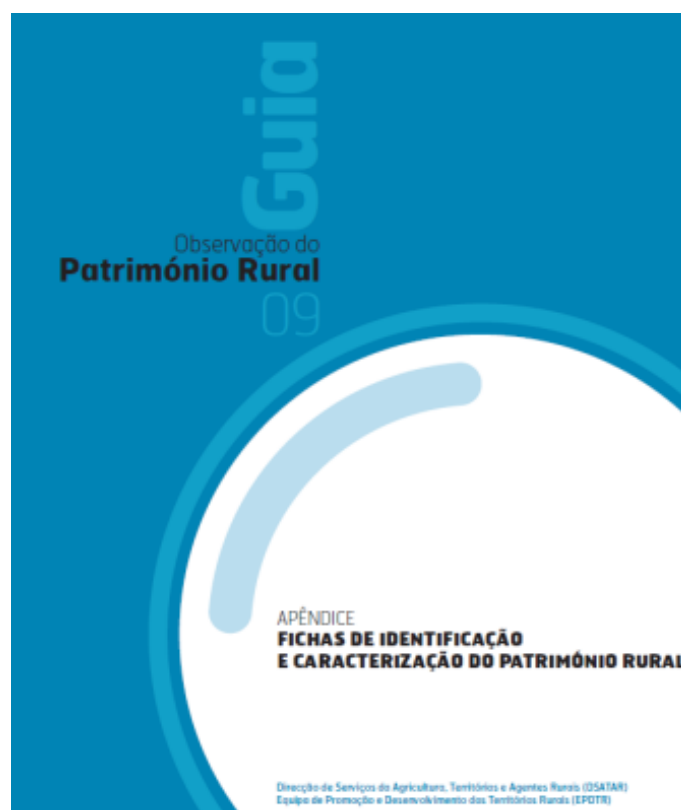 Guia
Observação do
Património Rural
09
APÊNDICE
FICHAS DE IDENTIFICAÇÃO
E CARACTERIZAÇÃO DO PATRIMÓNIO RURAL
Direcção de Serviços da Agricultura, Territórios e Agentes Rurais (DSATAR)
Equipa de Promoção e Desenvolvimento dos Territórios Rurais (EPDTR)